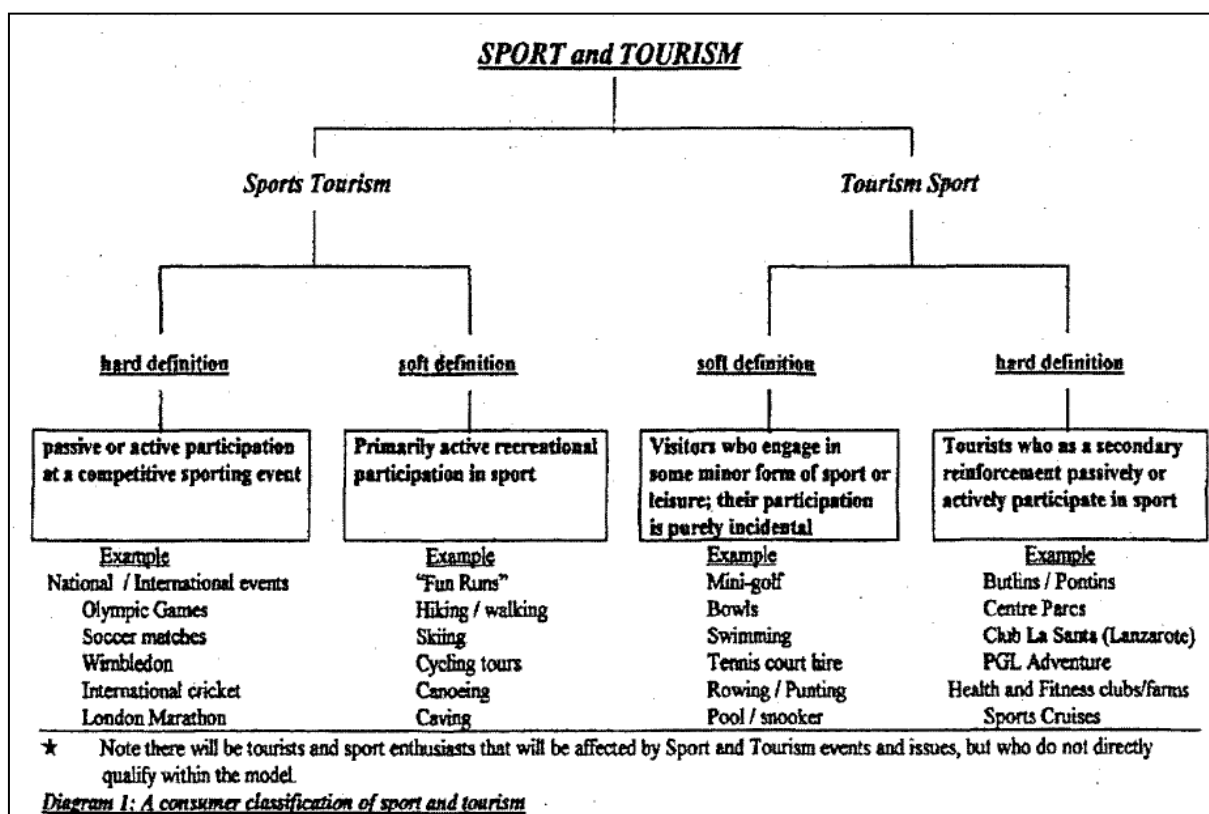 SPORT and TOURISM
Sports Tourism
Tourism Sport
hard definition
soft definition
soft definition
hard definition
passive or active participation
at a competitive sporting event
Primarily active recreational
participation in sport
Visitors who engage in
some minor form of sport or
leisure; their participation
is purely incidental
Tourists who as a secondary
reinforcement passively or
actively participate in sport
Example
National / International events
Olympic Games
Soccer matches
Wimbledon
International cricket
London Marathon
Example
"Fun Runs"
Hiking / walking
Skiing
Cycling tours
Canoeing
Caving
Example
Mini-golf
Bowls
Swimming
Tennis court hire
Rowing / Punting
Pool / snooker
Example
Butlins / Pontins
Centre Parcs
Club La Santa (Lanzarote)
PGL Adventure
Health and Fitness clubs/farms
Sports Cruises
★ Note there will be tourists and sport enthusiasts that will be affected by Sport and Tourism events and issues, but who do not directly
qualify within the model.
Diagram 1: A consumer classification of sport and tourism